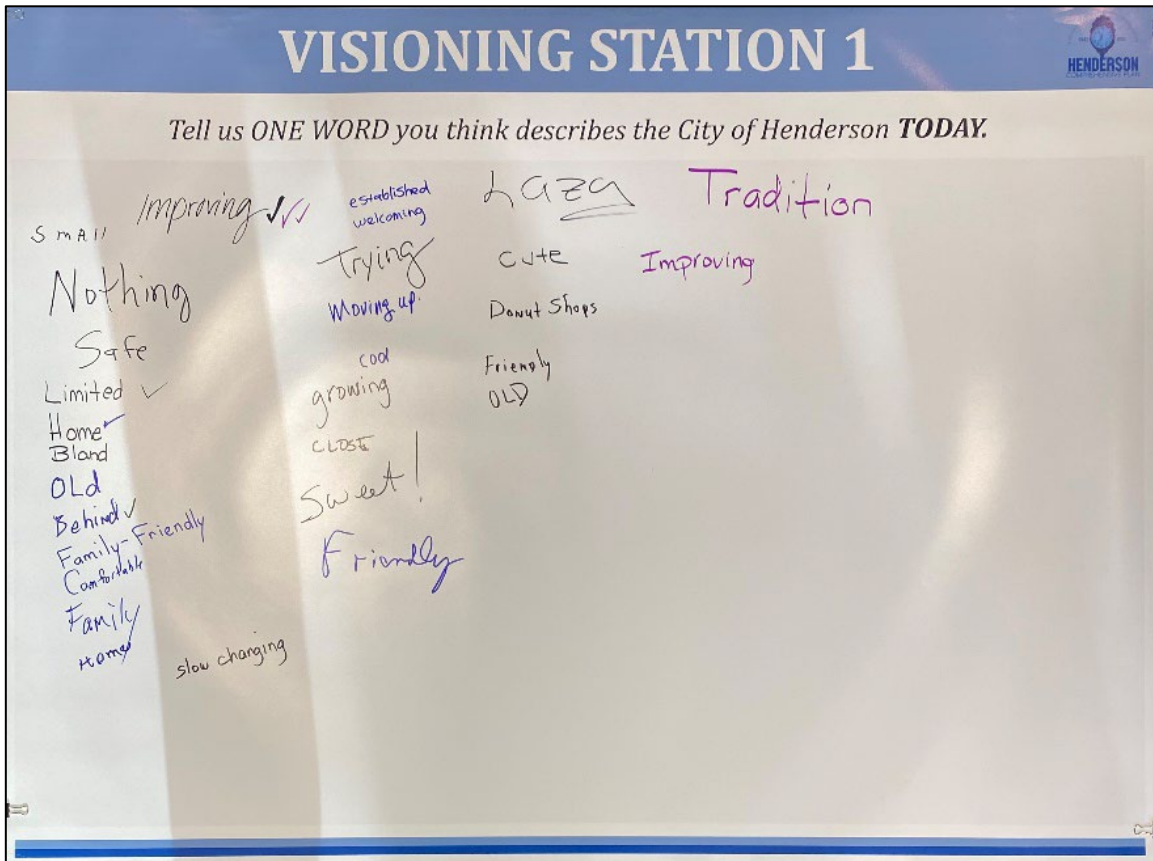 VISIONING STATION 1
HENDERSON
COMPREHENSIVE PLAN
Tell us ONE WORD you think describes the City of Henderson TODAY.
Improving ✓✓✓
SMAll
Nothing
Safe
Limited ✓
Home ✓
Bland
OLd
Behind ✓
Family-Friendly
Comfortable
Family
Home
slow changing
established
welcoming
Trying
Moving up.
cool
growing
CLOSE
Sweet!
Friendly
Lazy
cute
Donut Shops
Friendly
OLD
Tradition
Improving